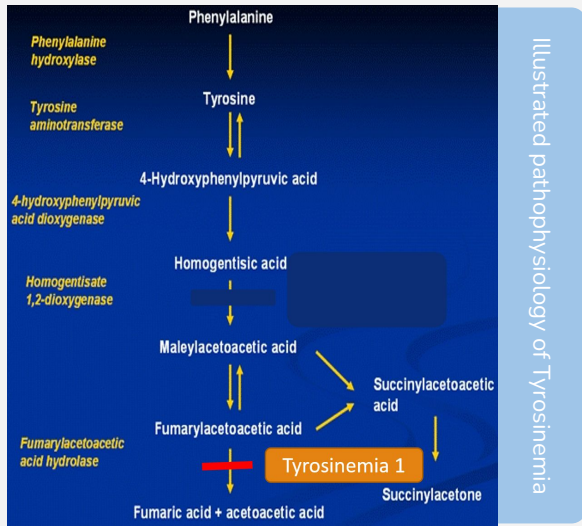 Phenylalanine
Phenylalanine
hydroxylase
Tyrosine
Tyrosine
aminotransferase
4-Hydroxyphenylpyruvic acid
4-hydroxyphenylpyruvic
acid dioxygenase
Homogentisic acid
Homogentisate
1,2-dioxygenase
Maleylacetoacetic acid
Succinylacetoacetic
acid
Fumarylacetoacetic acid
Fumarylacetoacetic
acid hydrolase
Tyrosinemia 1
Succinylacetone
Fumaric acid + acetoacetic acid
Illustrated pathophysiology of Tyrosinemia